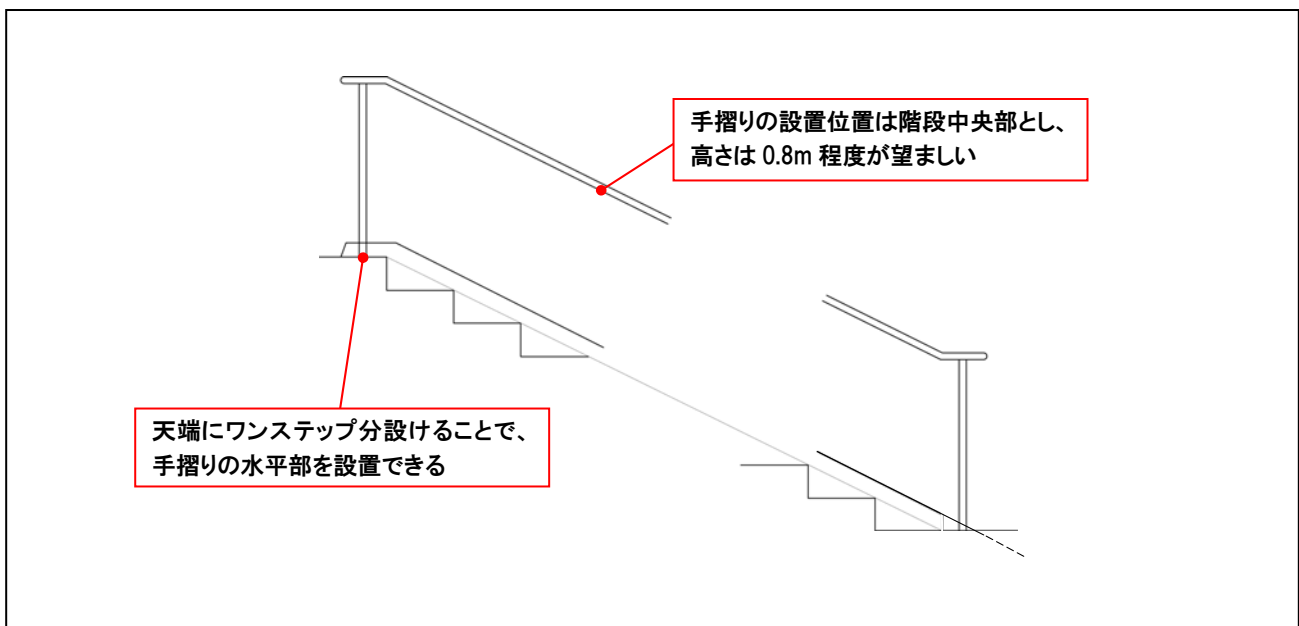 手摺りの設置位置は階段中央部とし、
高さは 0.8m 程度が望ましい
天端にワンステップ分設けることで、
手摺りの水平部を設置できる